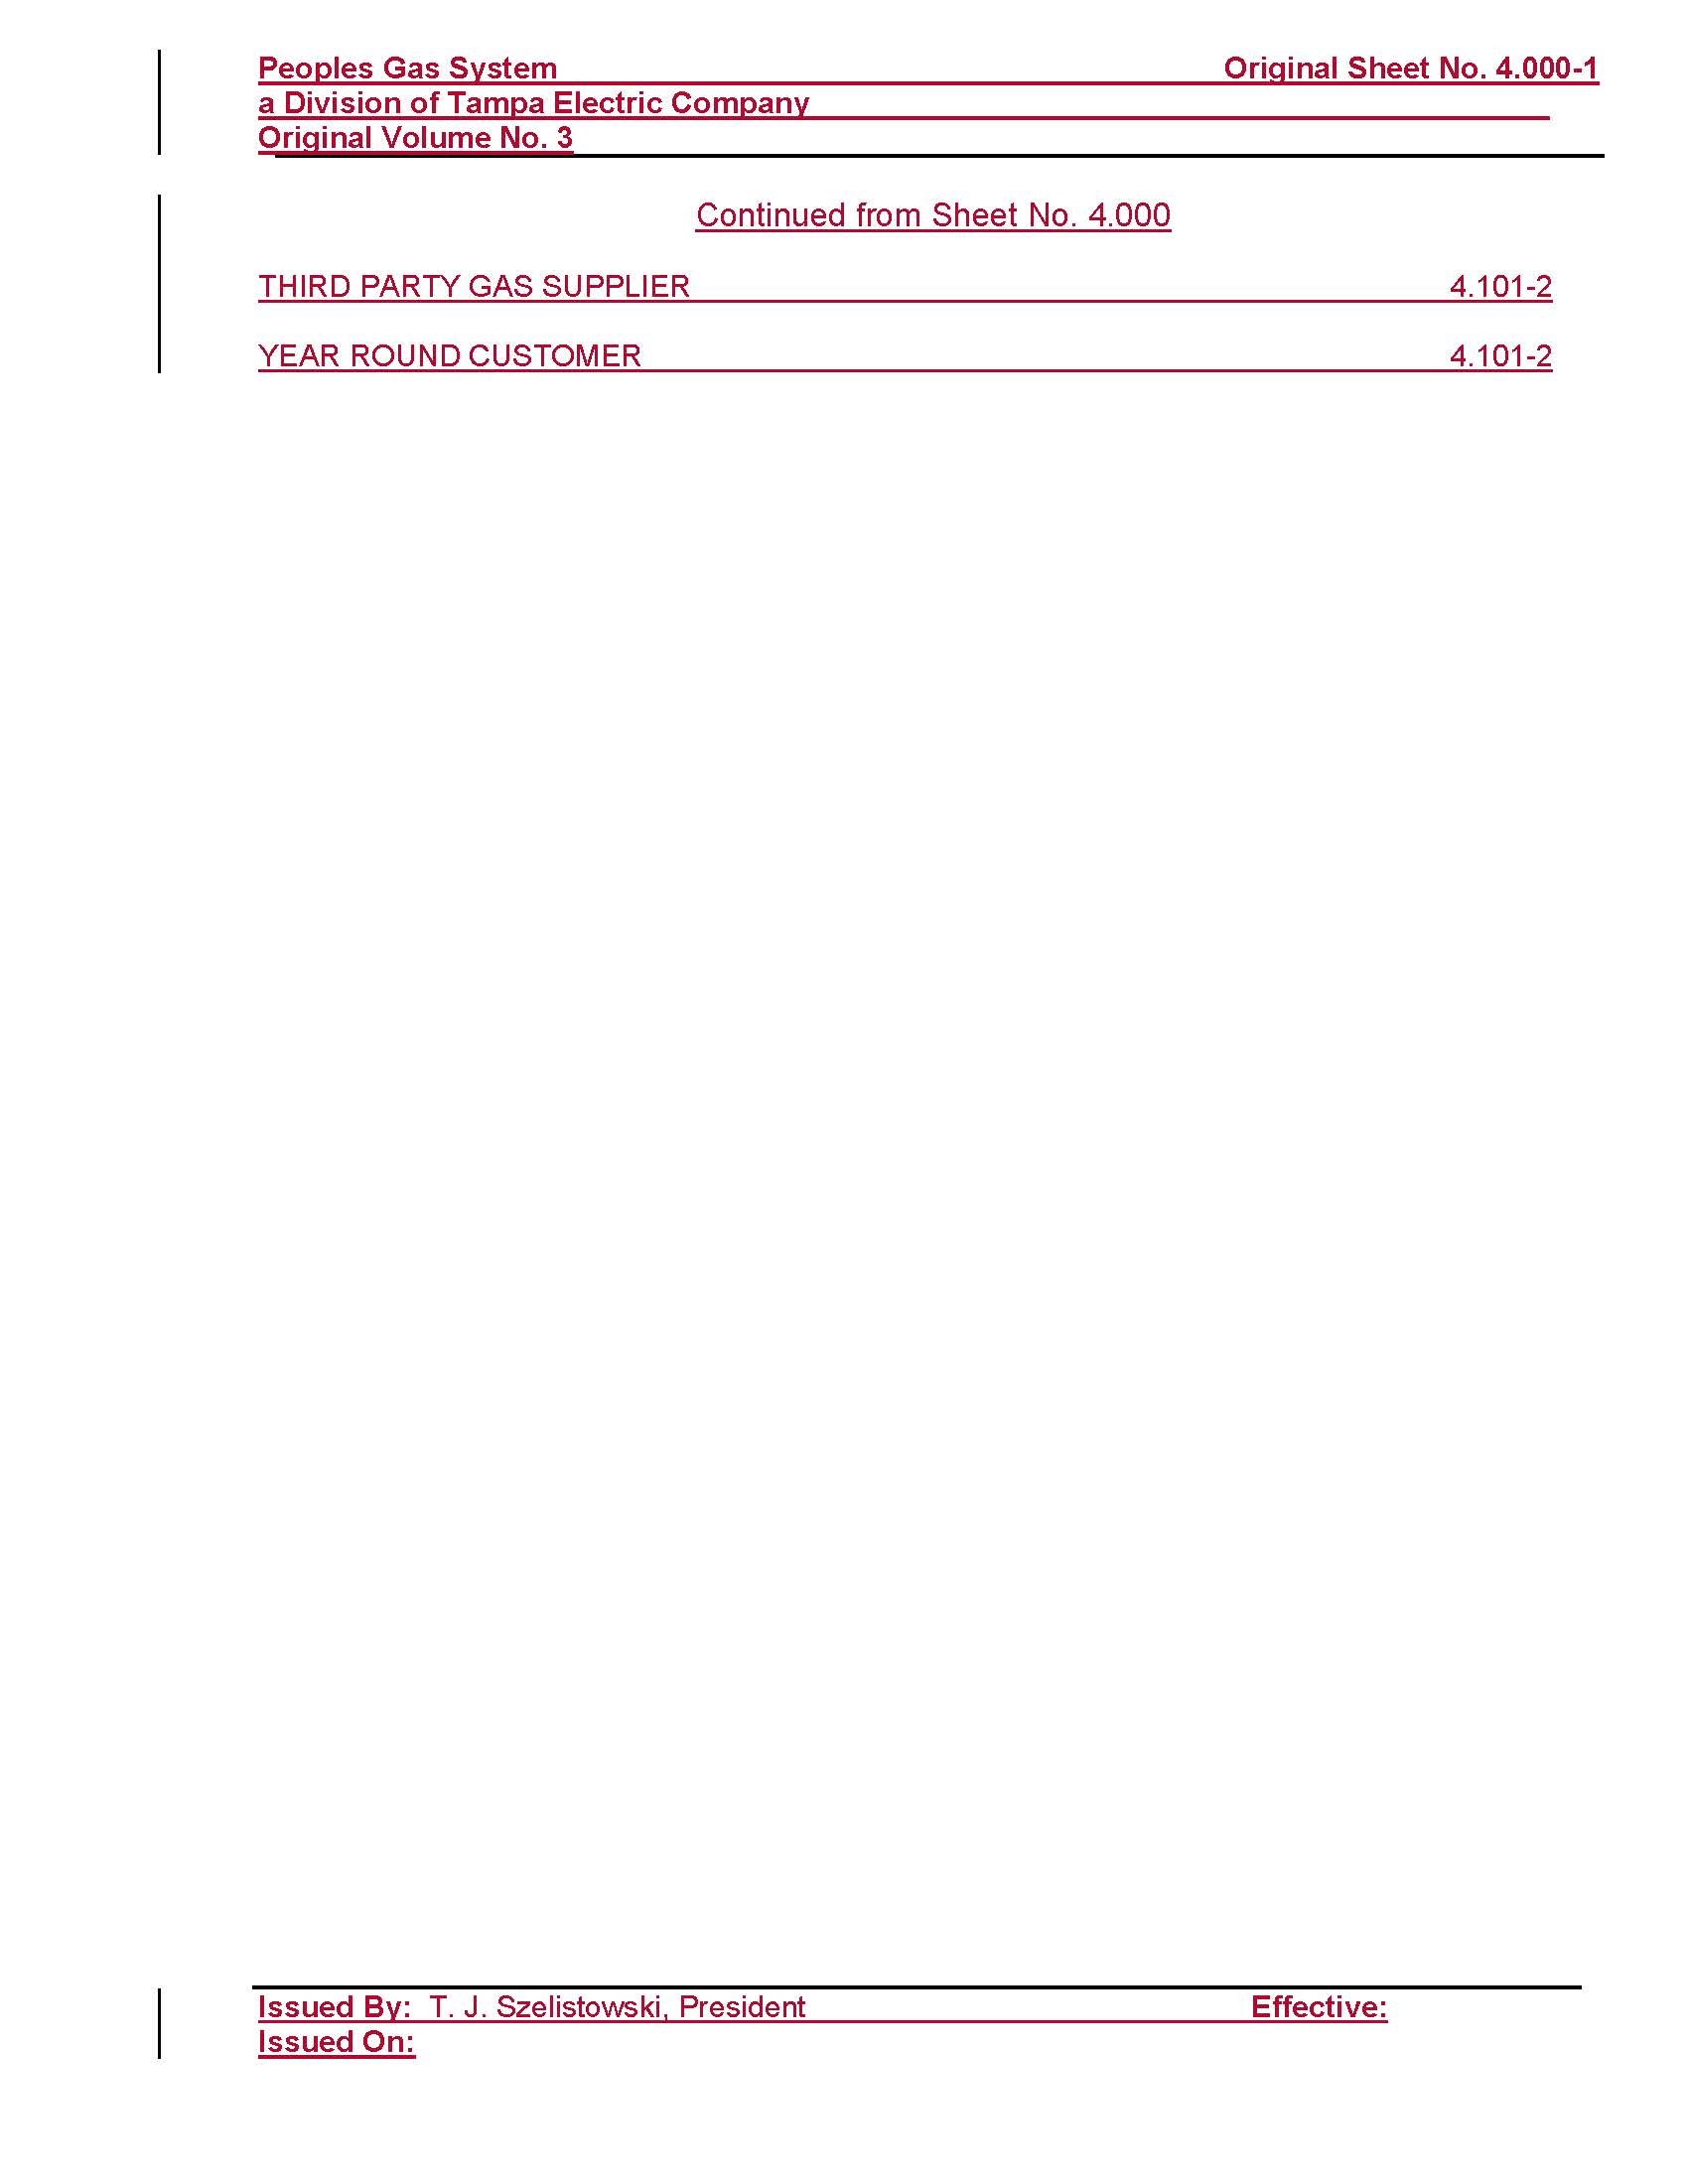 Peoples Gas System Original Sheet No. 4.000-1
a Division of Tampa Electric Company
Original Volume No. 3
Continued from Sheet No. 4.000
THIRD PARTY GAS SUPPLIER 4.101-2
YEAR ROUND CUSTOMER 4.101-2
Issued By: T. J. Szelistowski, President Effective:
Issued On: